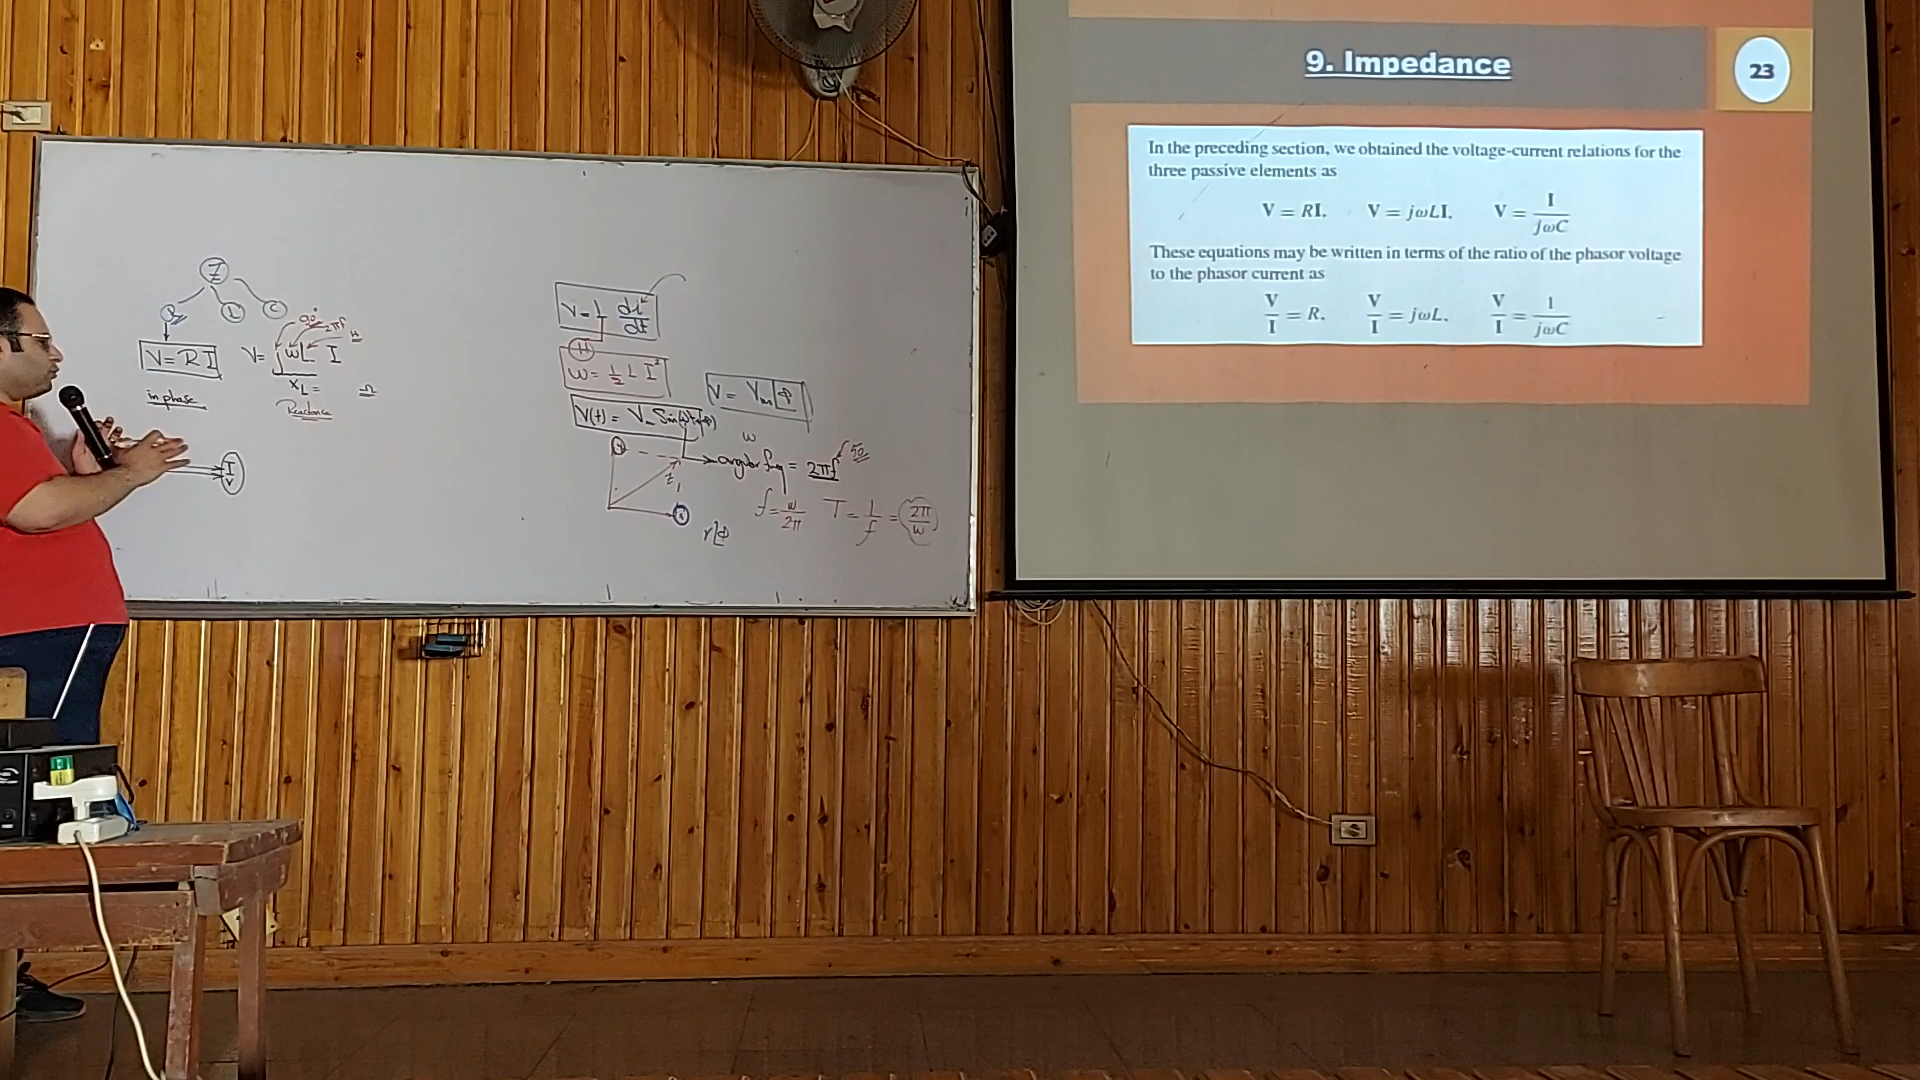 9. Impedance
23
In the preceding section, we obtained the voltage-current relations for the
three passive elements as
V = RI, V = jωLI, V = I / jωC
These equations may be written in terms of the ratio of the phasor voltage
to the phasor current as
V / I = R, V / I = jωL, V / I = 1 / jωC
Z
R L C
90° 2πf H
V = R I V = jωL I
X_L = Ω
in phase Reactance
I
V
V = L di/dt
H
W = ½ L I²
V = Vm∠Φ
V(t) = Vm Sin(ωt+Φ)
ω
angular freq = 2πf 50
f = ω/2π T = 1/f = 2π/ω
r∠Φ